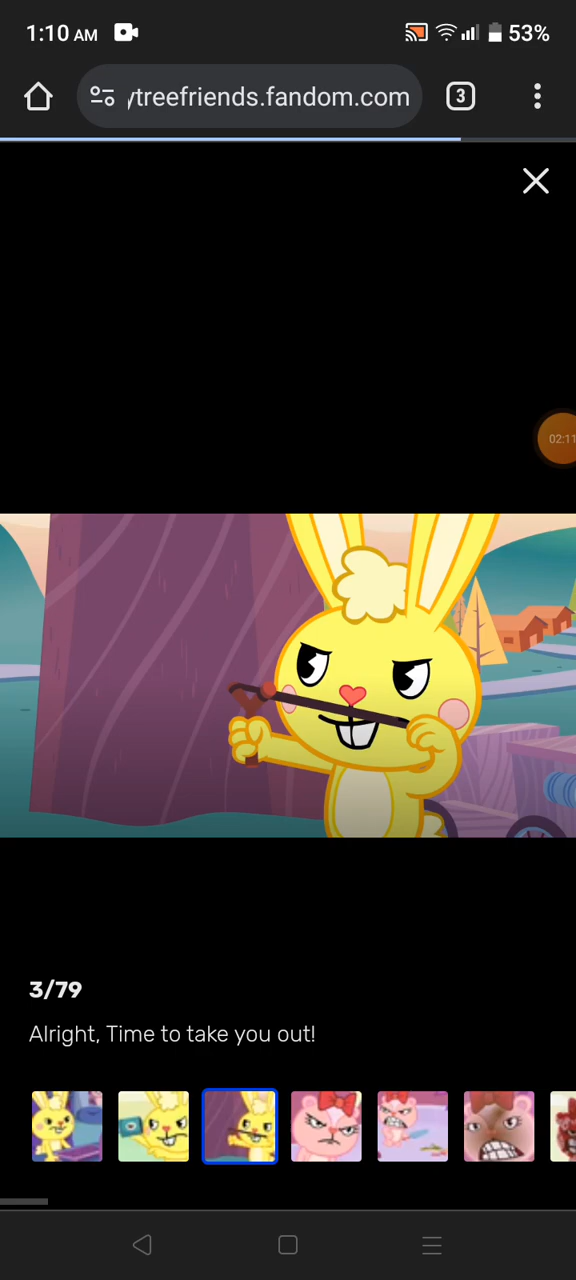 1:10 AM
53%
ytreefriends.fandom.com
3
02:11
3/79
Alright, Time to take you out!